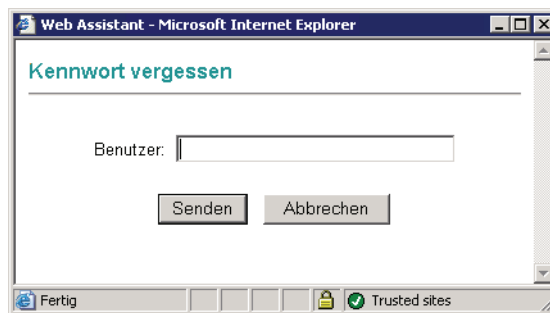 Web Assistant - Microsoft Internet Explorer
Kennwort vergessen
Benutzer:
Senden Abbrechen
Fertig Trusted sites